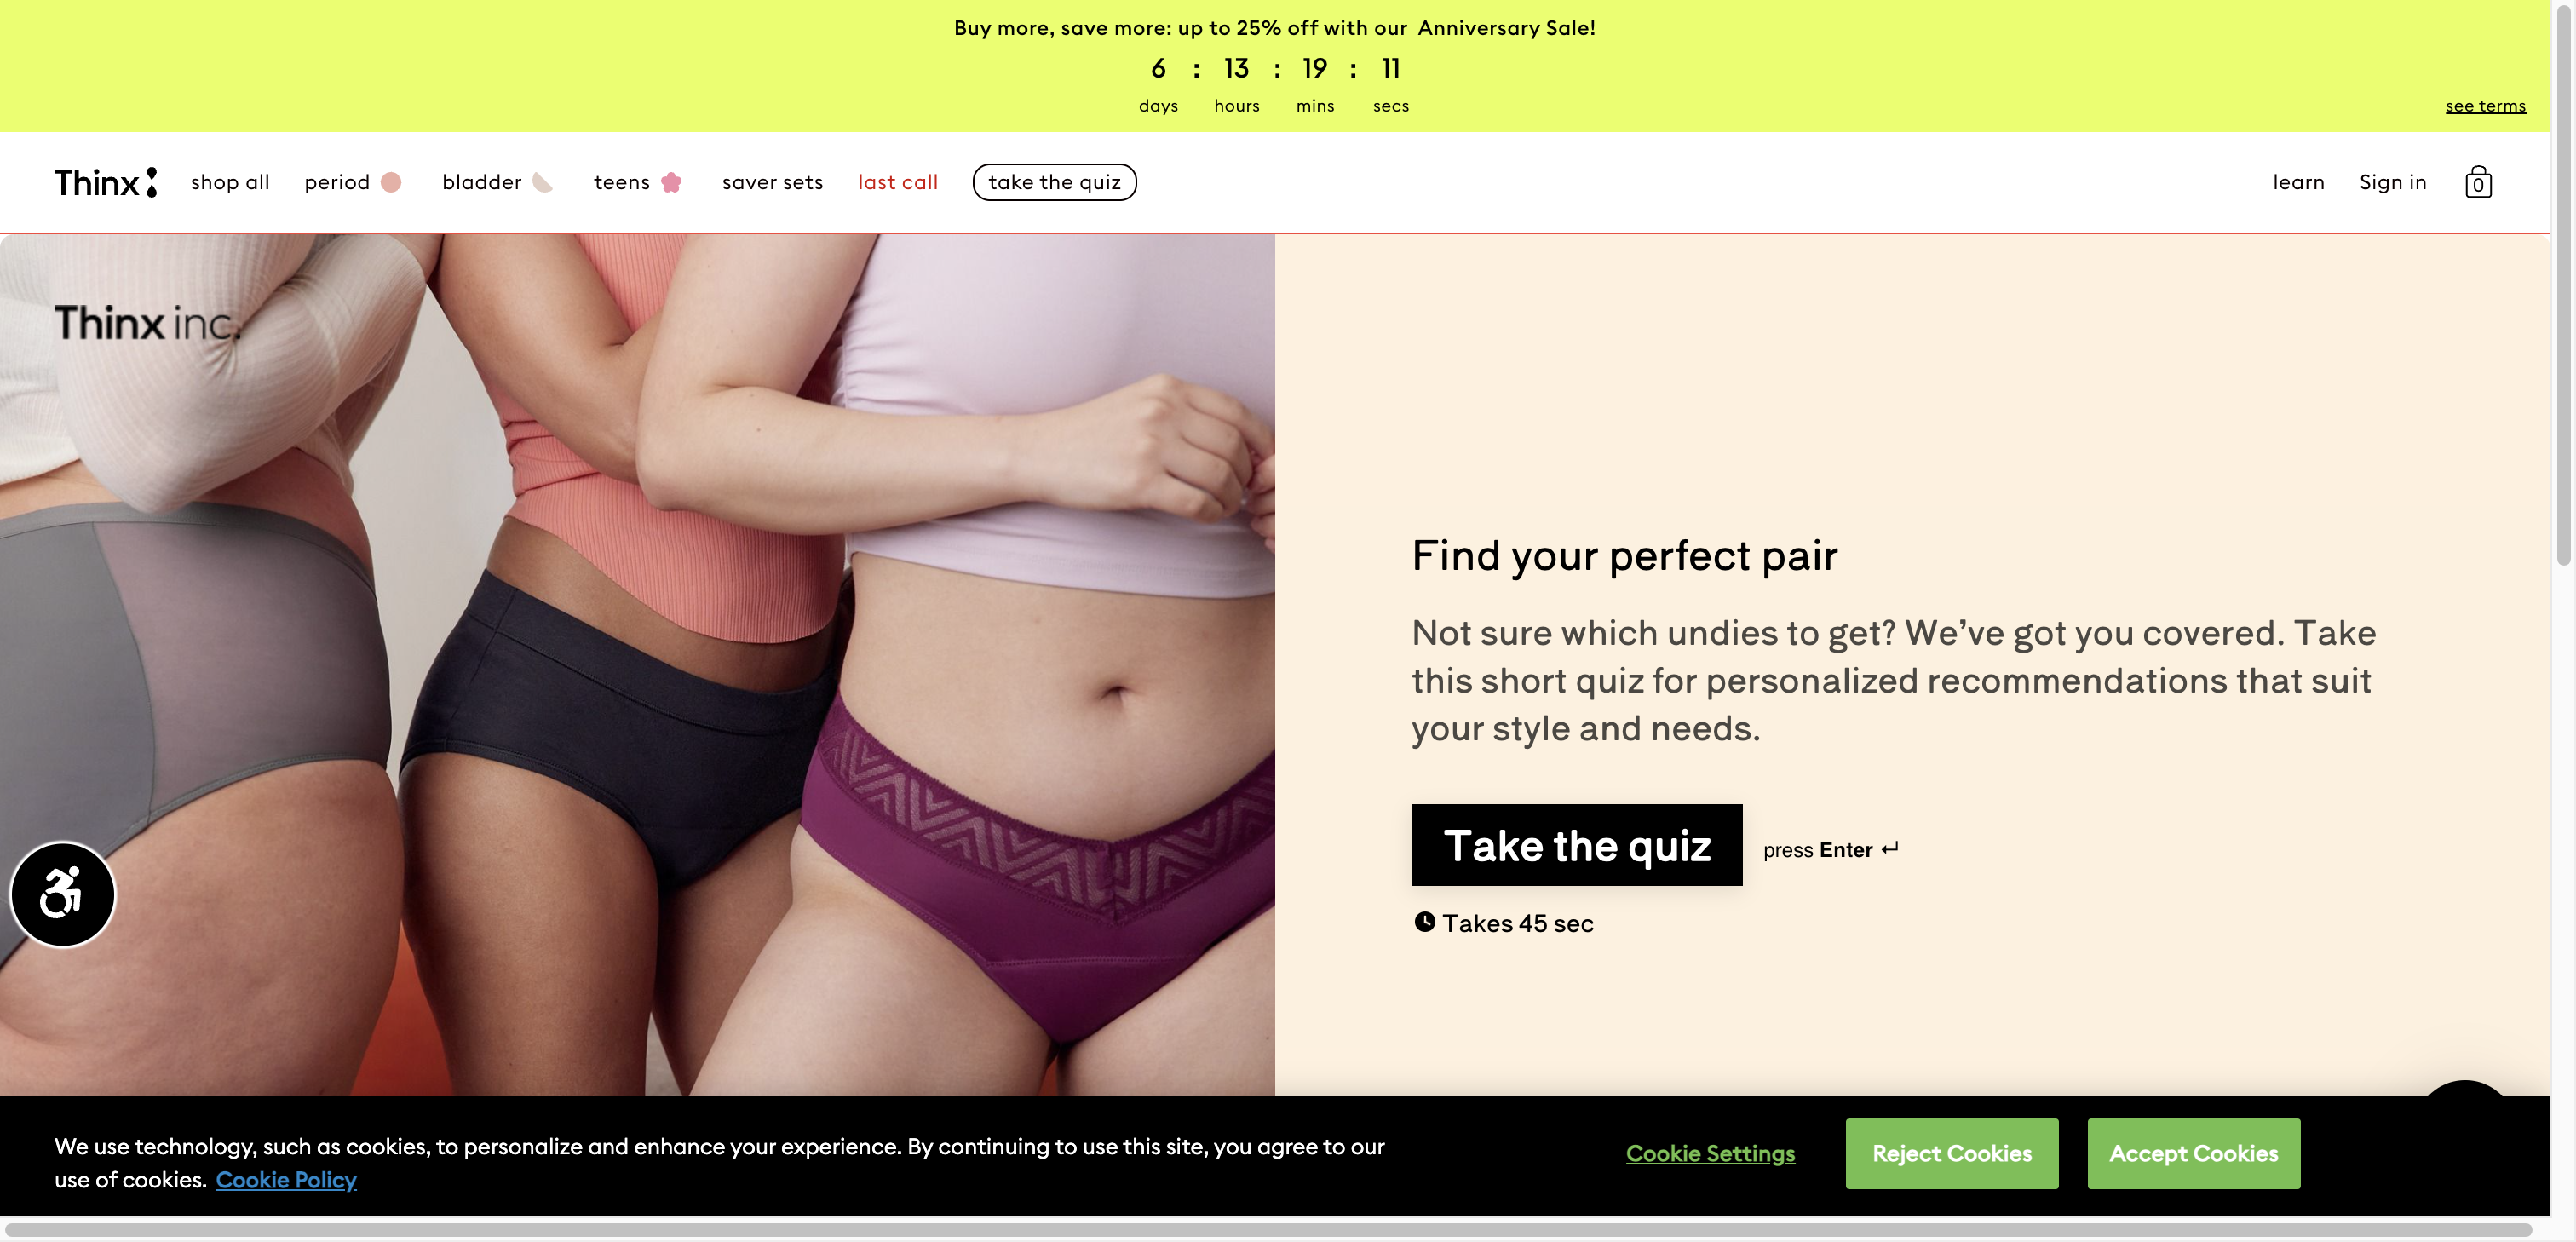 Buy more, save more: up to 25% off with our Anniversary Sale!
6 : 13 : 19 : 11
days hours mins secs
see terms
Thinx shop all period bladder teens saver sets last call take the quiz learn Sign in 0
Thinx inc.
Find your perfect pair
Not sure which undies to get? We’ve got you covered. Take
this short quiz for personalized recommendations that suit
your style and needs.
Take the quiz press Enter ↵
Takes 45 sec
We use technology, such as cookies, to personalize and enhance your experience. By continuing to use this site, you agree to our
use of cookies. Cookie Policy
Cookie Settings Reject Cookies Accept Cookies